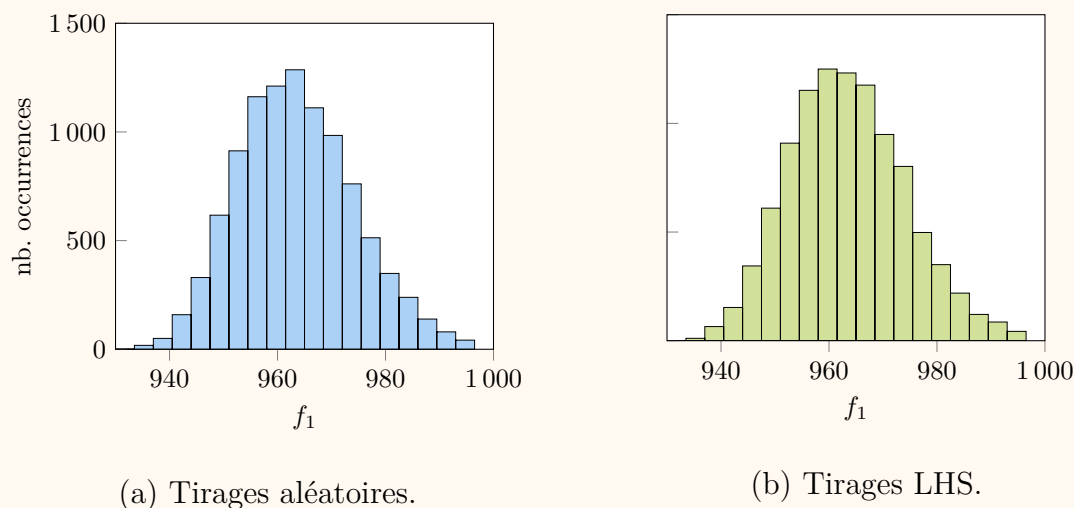 1 500
1 000
500
0
nb. occurrences
940 960 980 1 000
f₁
(a) Tirages aléatoires.
940 960 980 1 000
f₁
(b) Tirages LHS.